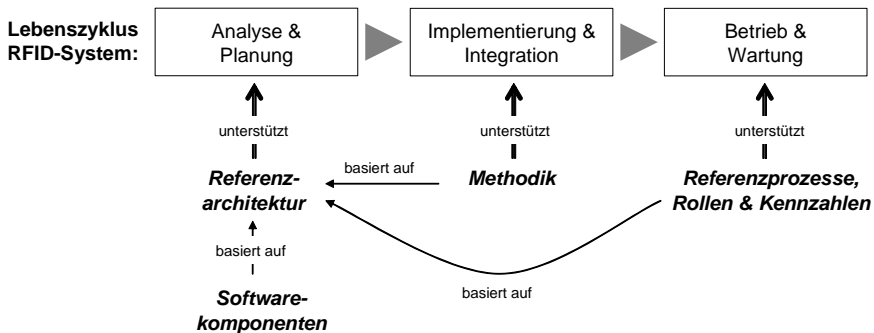 Lebenszyklus
RFID-System:
Analyse &
Planung
Implementierung &
Integration
Betrieb &
Wartung
unterstützt
unterstützt
unterstützt
Referenz-
architektur
basiert auf
Methodik
Referenzprozesse,
Rollen & Kennzahlen
basiert auf
basiert auf
Software-
komponenten